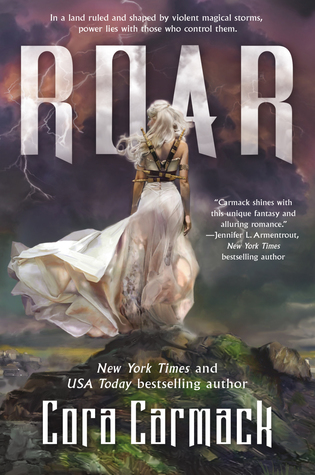 In a land ruled and shaped by violent magical storms,
power lies with those who control them.
ROAR
“Carmack shines with
this unique fantasy and
alluring romance.”
—Jennifer L. Armentrout,
New York Times
bestselling author
New York Times and
USA Today bestselling author
Cora Carmack